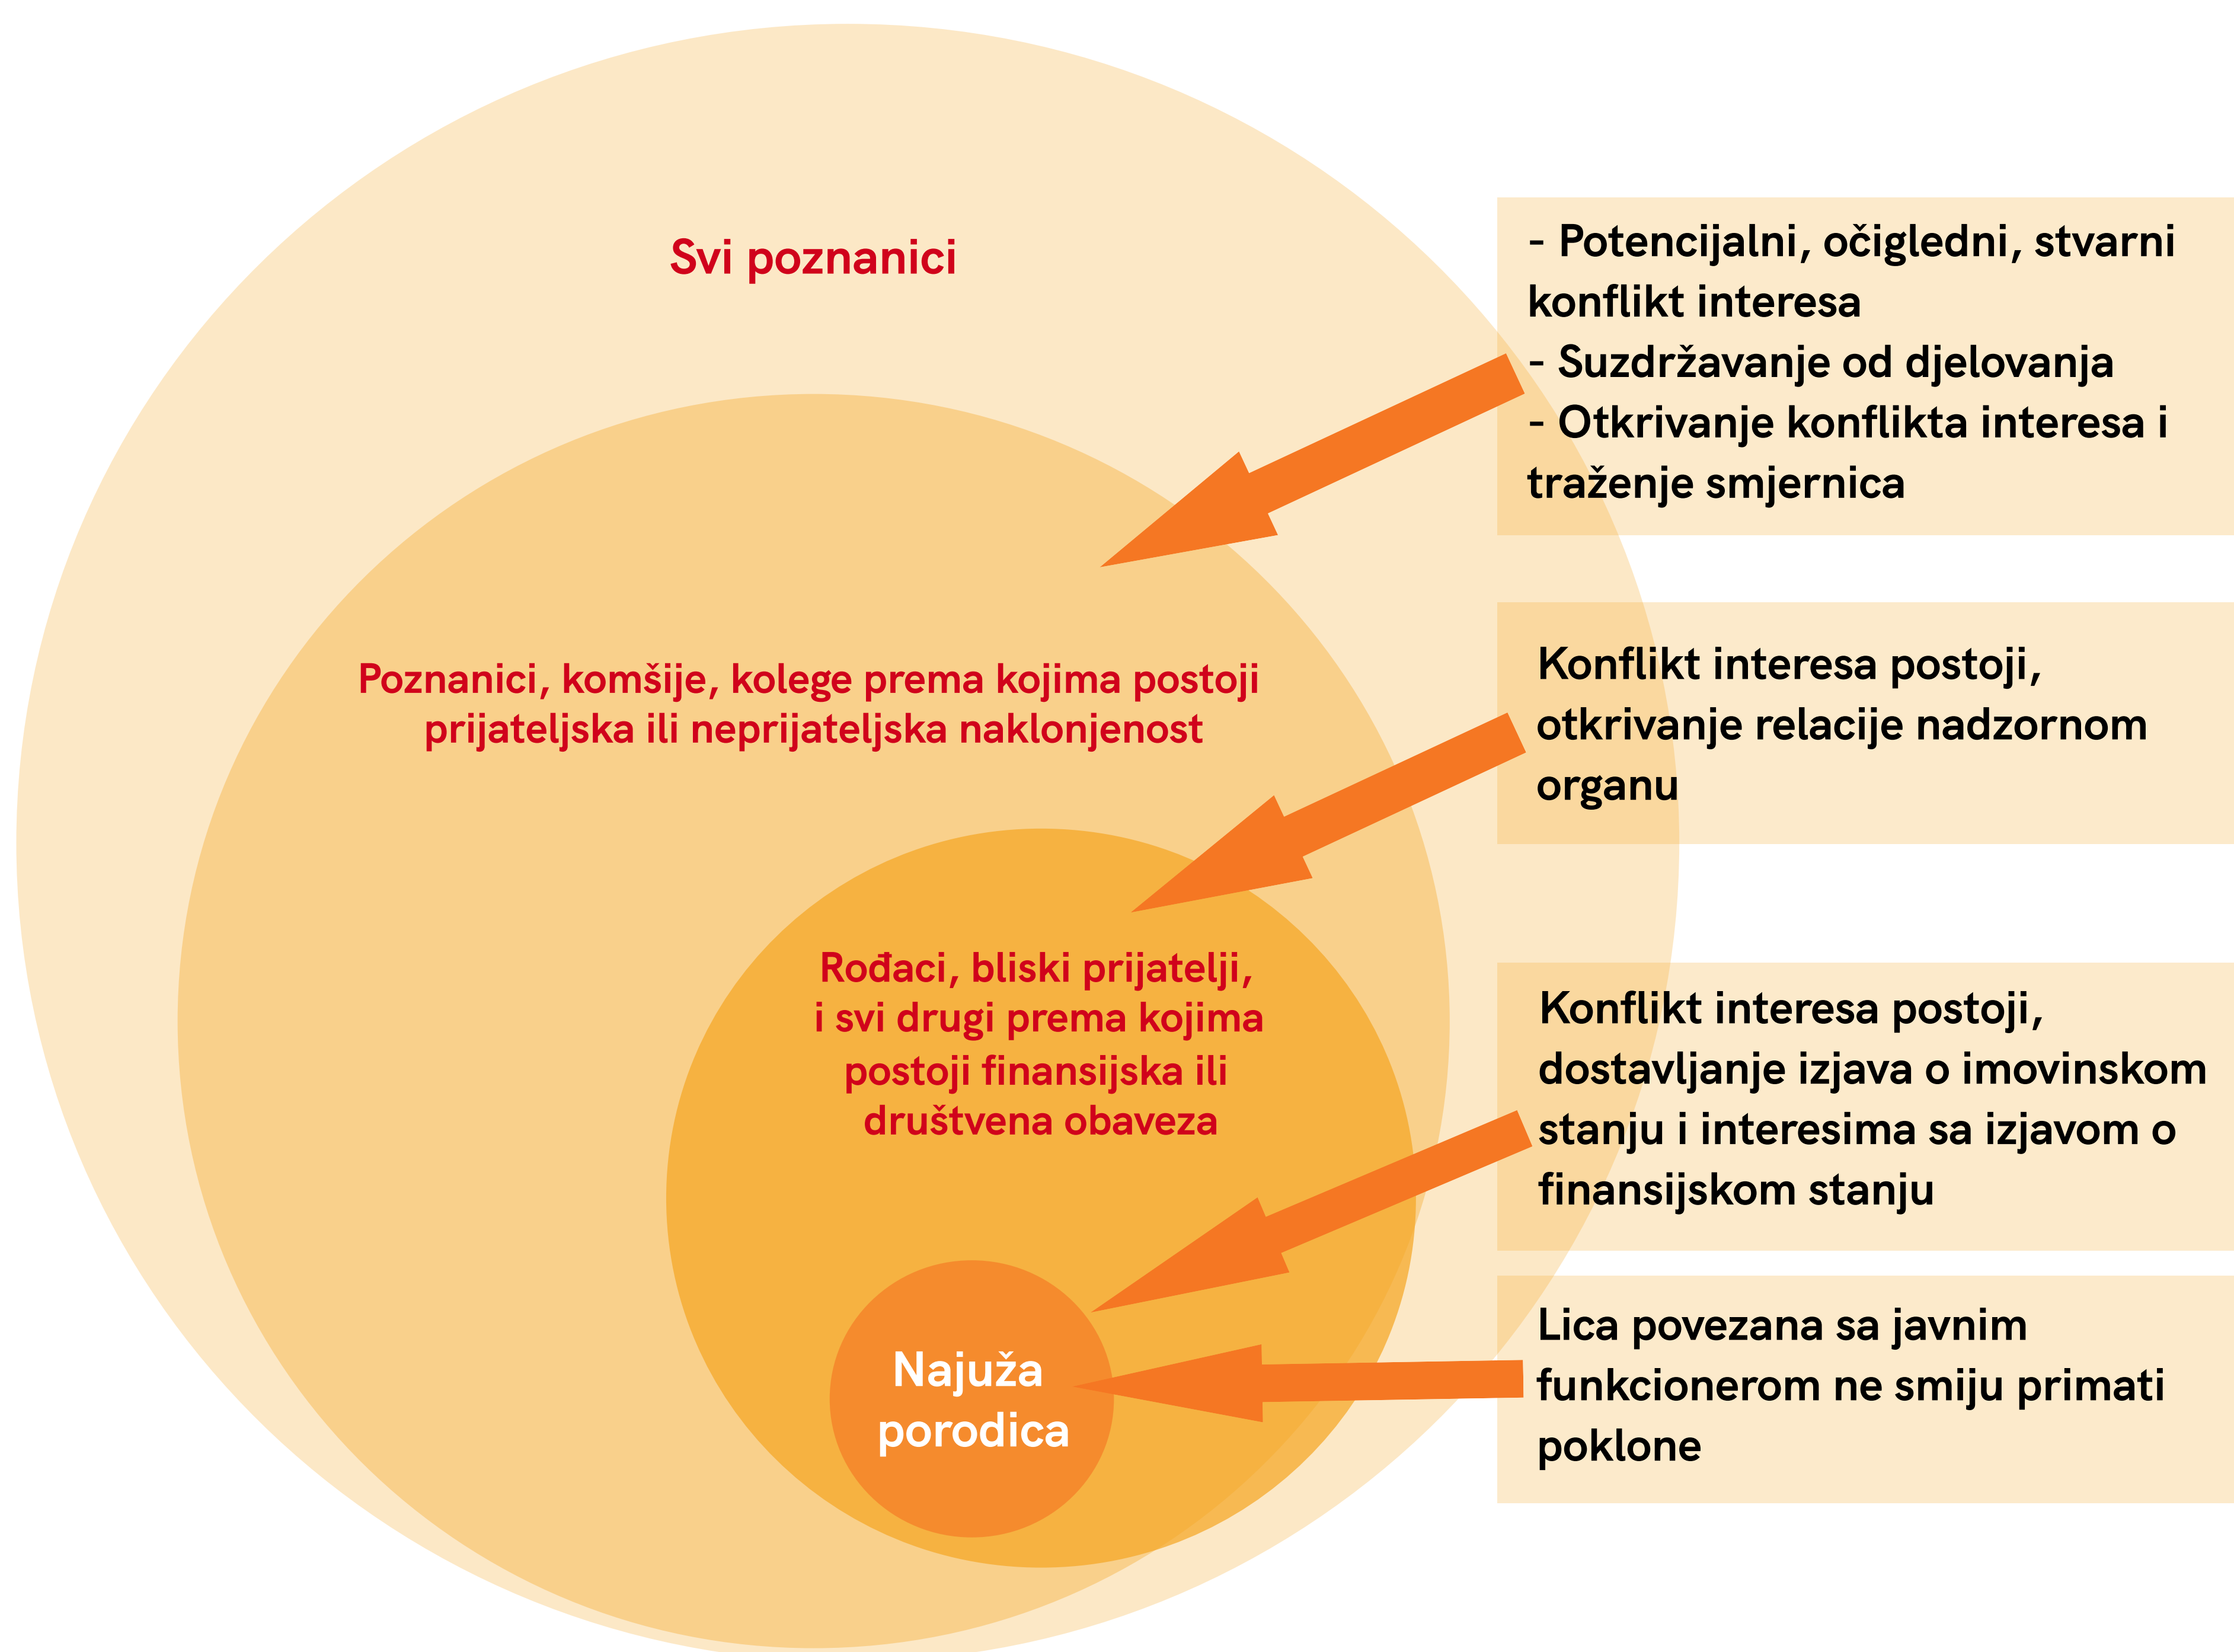 Svi poznanici
Poznanici, komšije, kolege prema kojima postoji
prijateljska ili neprijateljska naklonjenost
Rođaci, bliski prijatelji,
i svi drugi prema kojima
postoji finansijska ili
društvena obaveza
Najuža
porodica
- Potencijalni, očigledni, stvarni
konflikt interesa
- Suzdržavanje od djelovanja
- Otkrivanje konflikta interesa i
traženje smjernica
Konflikt interesa postoji,
otkrivanje relacije nadzornom
organu
Konflikt interesa postoji,
dostavljanje izjava o imovinskom
stanju i interesima sa izjavom o
finansijskom stanju
Lica povezana sa javnim
funkcionerom ne smiju primati
poklone